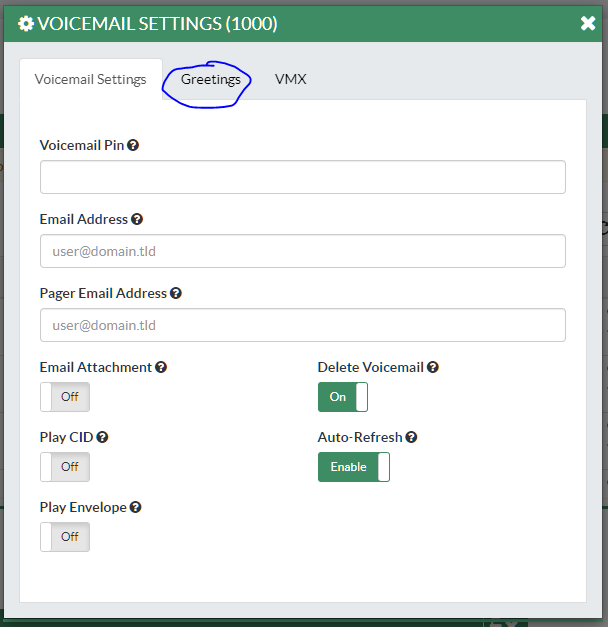 VOICEMAIL SETTINGS (1000)
Voicemail Settings Greetings VMX
Voicemail Pin
Email Address
user@domain.tld
Pager Email Address
user@domain.tld
Email Attachment Delete Voicemail
Off On
Play CID Auto-Refresh
Off Enable
Play Envelope
Off